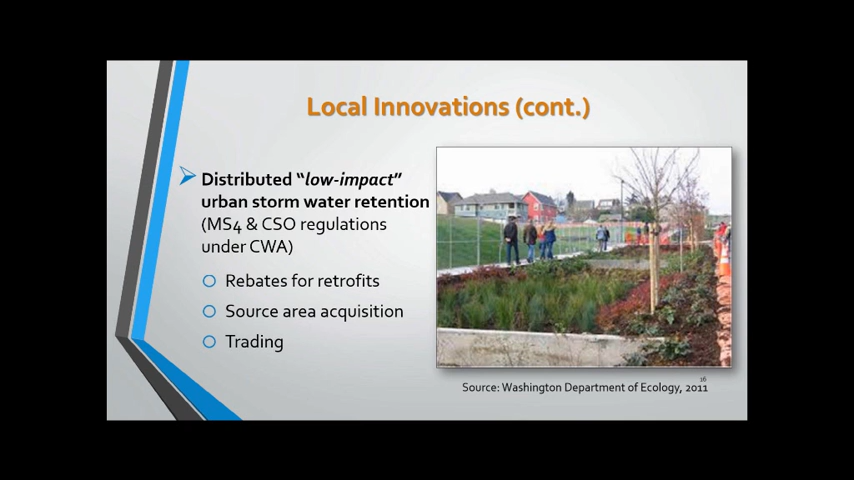 Local Innovations (cont.)
Distributed “low-impact”
urban storm water retention
(MS4 & CSO regulations
under CWA)
Rebates for retrofits
Source area acquisition
Trading
16
Source: Washington Department of Ecology, 2011